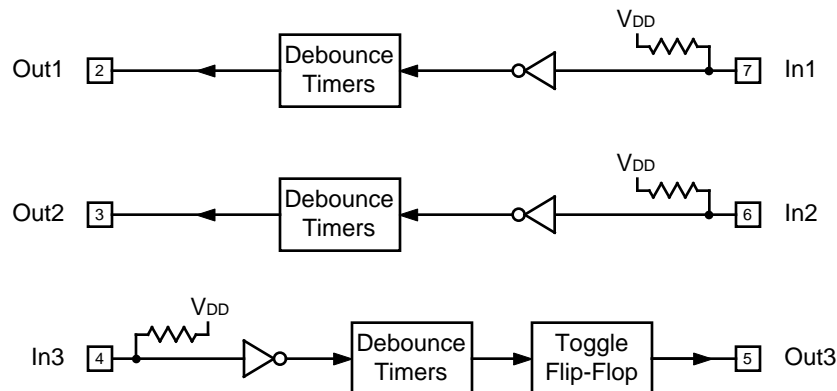 VDD
Out1 2 Debounce Timers 7 In1
VDD
Out2 3 Debounce Timers 6 In2
VDD
In3 4 Debounce Timers Toggle Flip-Flop 5 Out3